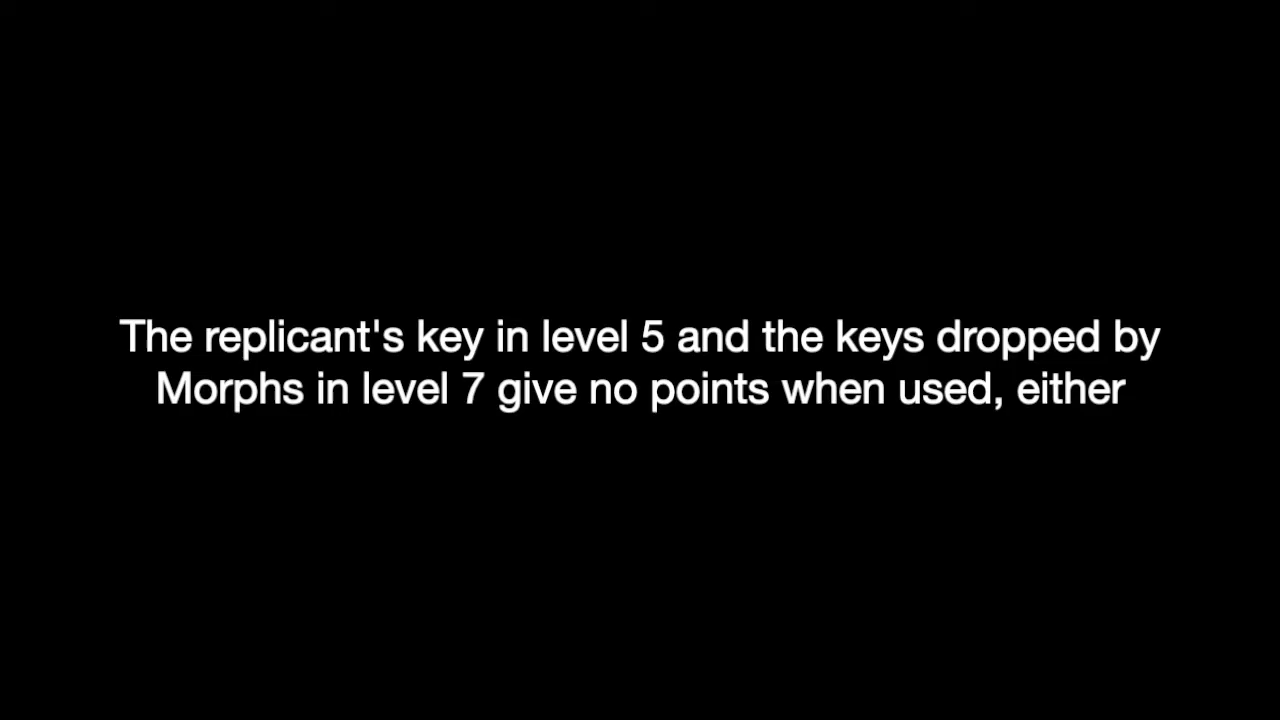 The replicant's key in level 5 and the keys dropped by
Morphs in level 7 give no points when used, either